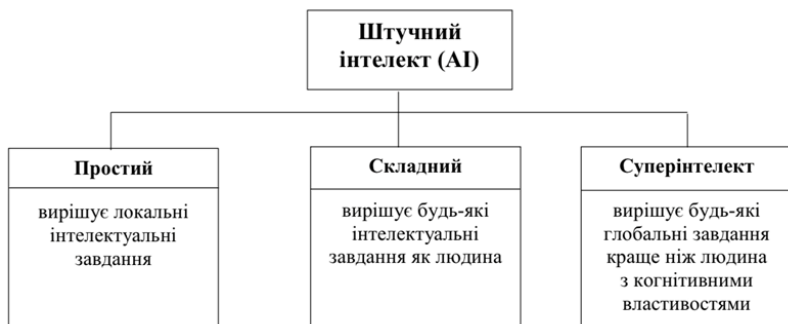 Штучний
інтелект (АІ)
Простий
вирішує локальні
інтелектуальні
завдання
Складний
вирішує будь-які
інтелектуальні
завдання як людина
Суперінтелект
вирішує будь-які
глобальні завдання
краще ніж людина
з когнітивними
властивостями